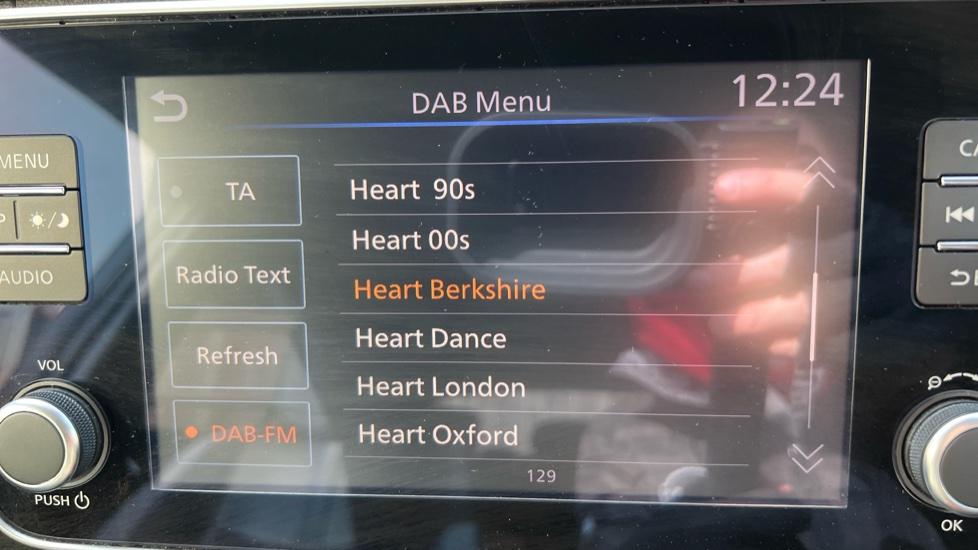 DAB Menu
12:24
MENU
AUDIO
VOL
PUSH
TA
Radio Text
Refresh
DAB-FM
Heart 90s
Heart 00s
Heart Berkshire
Heart Dance
Heart London
Heart Oxford
129
OK